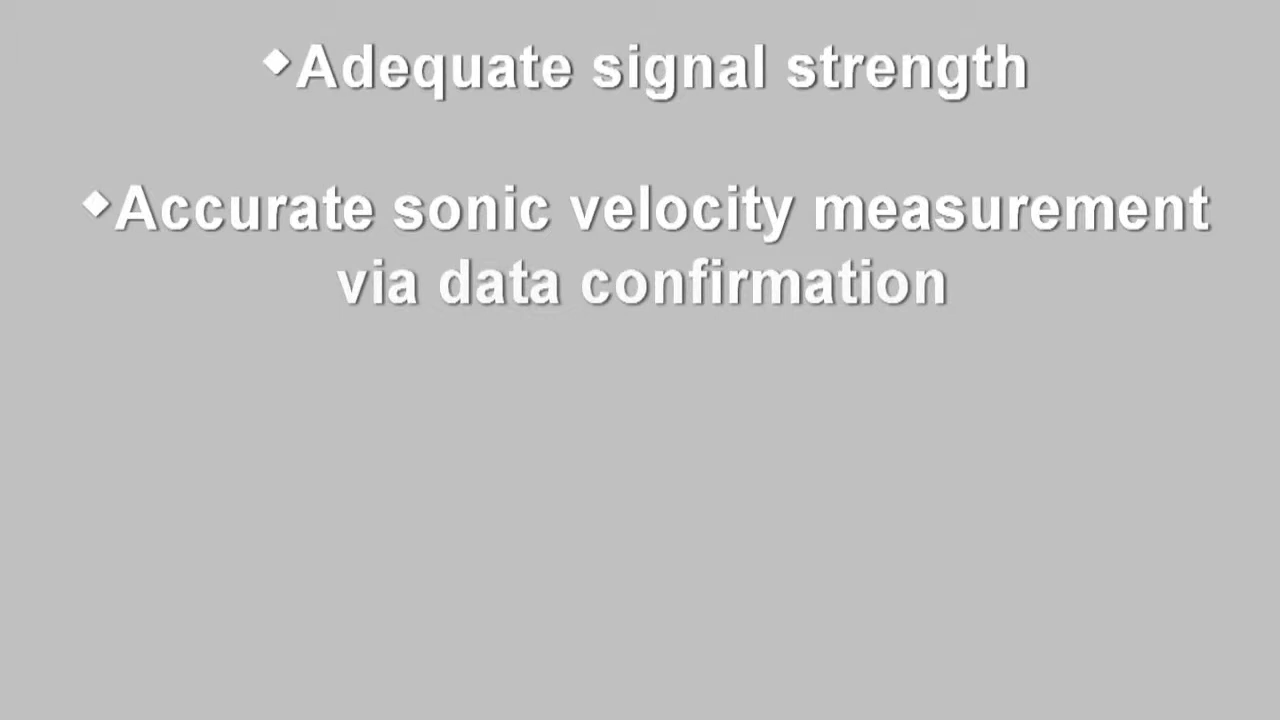 ◆Adequate signal strength
◆Accurate sonic velocity measurement
via data confirmation